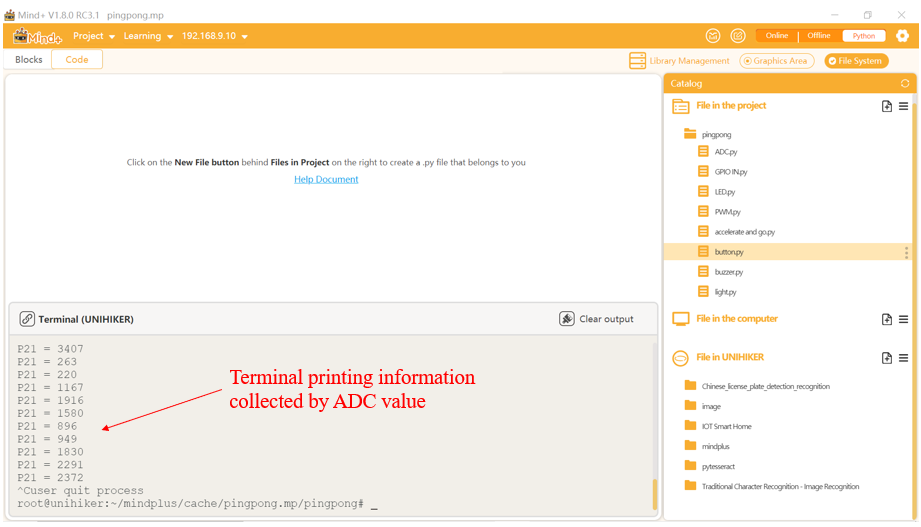 Mind+ V1.8.0 RC3.1 pingpong.mp
Mind+ Project Learning 192.168.9.10 Online Offline Python
Blocks Code Library Management Graphics Area File System
Click on the New File button behind Files in Project on the right to create a .py file that belongs to you
Help Document
Terminal (UNIHIKER) Clear output
P21 = 3407
P21 = 263
P21 = 220
P21 = 1167
P21 = 1916
P21 = 1580
P21 = 896
P21 = 949
P21 = 1830
P21 = 2291
P21 = 2372
^Cuser quit process
root@unihiker:~/mindplus/cache/pingpong.mp/pingpong# _
Terminal printing information
collected by ADC value
Catalog
File in the project
pingpong
ADC.py
GPIO IN.py
LED.py
PWM.py
accelerate and go.py
button.py
buzzer.py
light.py
File in the computer
File in UNIHIKER
Chinese_license_plate_detection_recognition
image
IOT Smart Home
mindplus
pytesseract
Traditional Character Recognition - Image Recognition